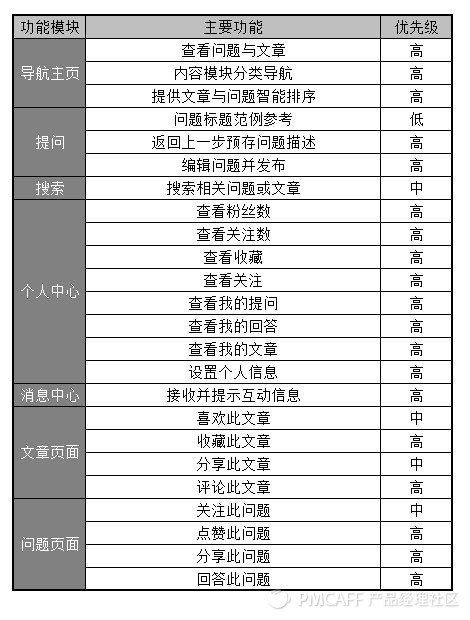 功能模块 主要功能 优先级
导航主页 查看问题与文章 高
内容模块分类导航 高
提供文章与问题智能排序 高
提问 问题标题范例参考 低
返回上一步预存问题描述 高
编辑问题并发布 高
搜索 搜索相关问题或文章 中
个人中心 查看粉丝数 高
查看关注数 高
查看收藏 高
查看关注 高
查看我的提问 高
查看我的回答 高
查看我的文章 高
设置个人信息 高
消息中心 接收并提示互动信息 高
文章页面 喜欢此文章 中
收藏此文章 高
分享此文章 中
评论此文章 高
问题页面 关注此问题 中
点赞此问题 高
分享此问题 高
回答此问题 高
PMCAFF 产品经理社区